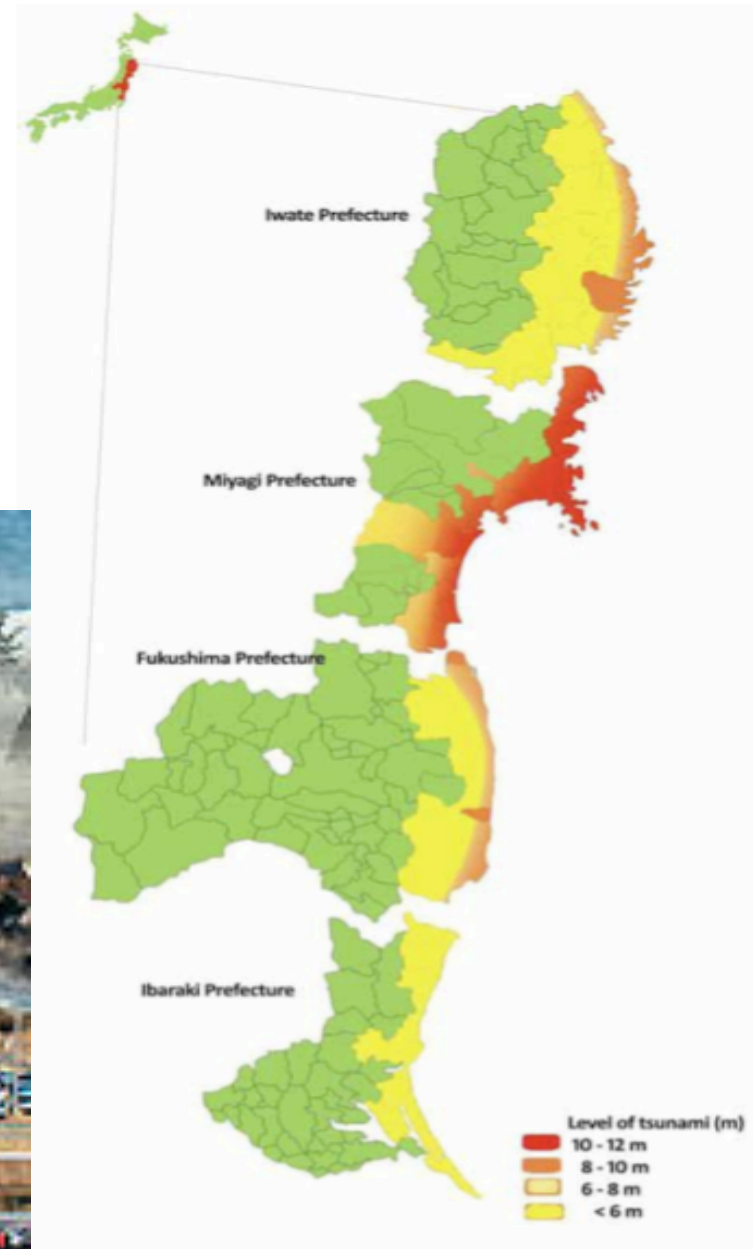 Iwate Prefecture
Miyagi Prefecture
Fukushima Prefecture
Ibaraki Prefecture
Level of tsunami (m)
10 - 12 m
8 - 10 m
6 - 8 m
< 6 m